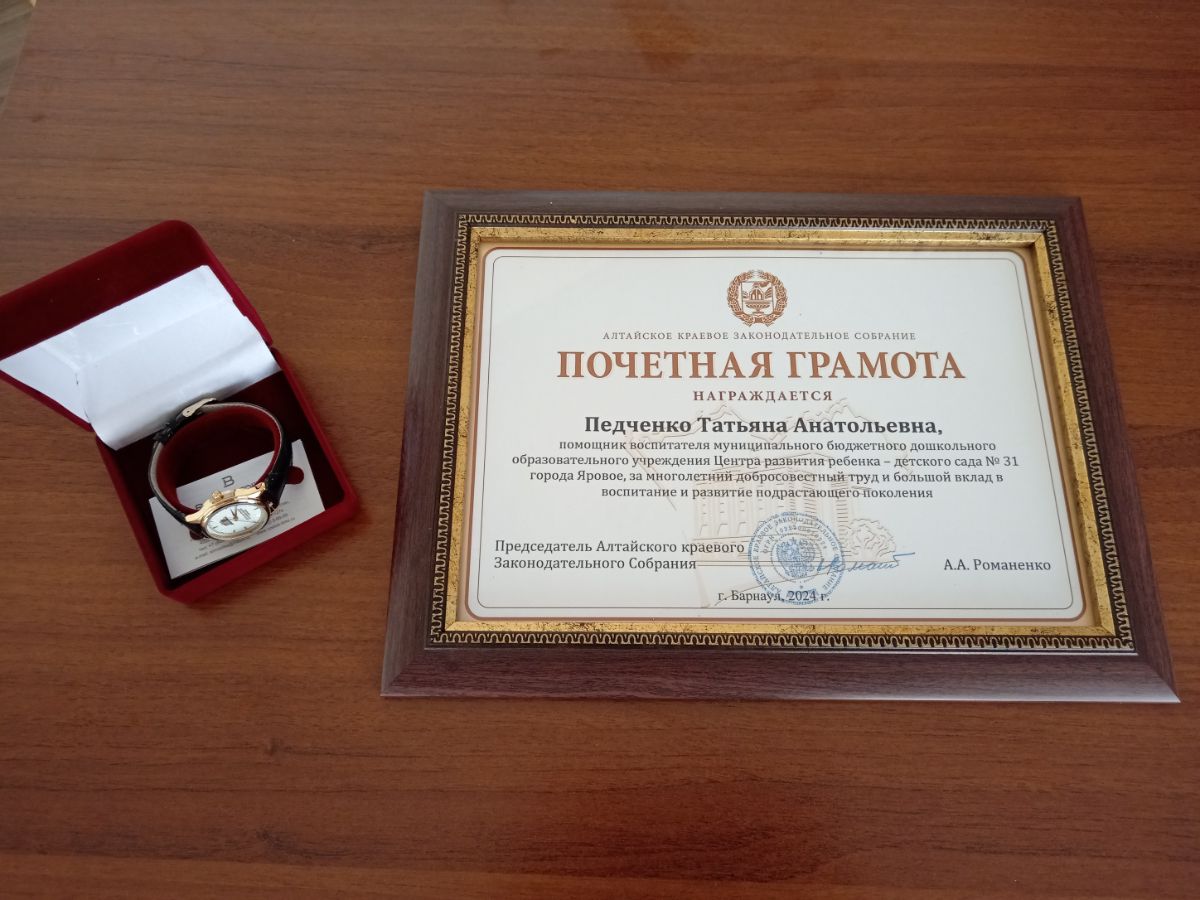 B
АЛТАЙСКОЕ КРАЕВОЕ ЗАКОНОДАТЕЛЬНОЕ СОБРАНИЕ
ПОЧЕТНАЯ ГРАМОТА
НАГРАЖДАЕТСЯ
Педченко Татьяна Анатольевна,
помощник воспитателя муниципального бюджетного дошкольного
образовательного учреждения Центра развития ребенка – детского сада № 31
города Яровое, за многолетний добросовестный труд и большой вклад в
воспитание и развитие подрастающего поколения
Председатель Алтайского краевого
Законодательного Собрания
А.А. Романенко
г. Барнаул, 2024 г.